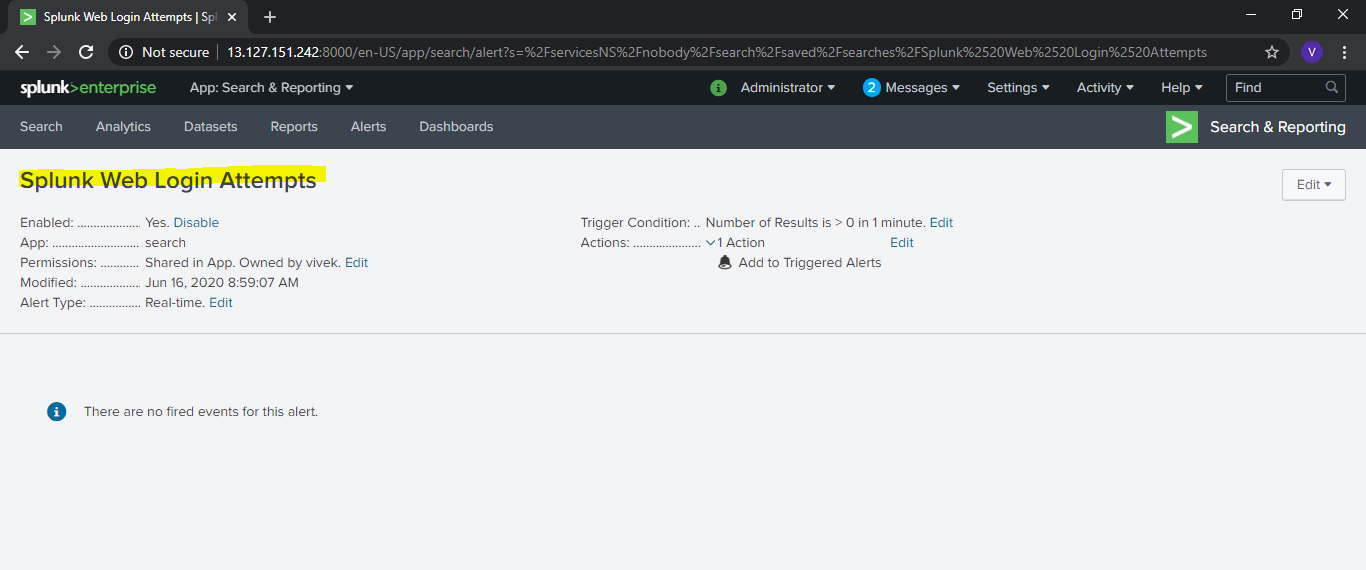 Splunk Web Login Attempts | Spl
Not secure | 13.127.151.242:8000/en-US/app/search/alert?s=%2FservicesNS%2Fnobody%2Fsearch%2Fsaved%2Fsearches%2FSplunk%2520Web%2520Login%2520Attempts V
splunk>enterprise App: Search & Reporting i Administrator 2 Messages Settings Activity Help Find
Search Analytics Datasets Reports Alerts Dashboards > Search & Reporting
Splunk Web Login Attempts Edit
Enabled: .................... Yes. Disable Trigger Condition: .. Number of Results is > 0 in 1 minute. Edit
App: ........................... search Actions: ..................... 1 Action Edit
Permissions: ............ Shared in App. Owned by vivek. Edit Add to Triggered Alerts
Modified: .................. Jun 16, 2020 8:59:07 AM
Alert Type: ................ Real-time. Edit
There are no fired events for this alert.